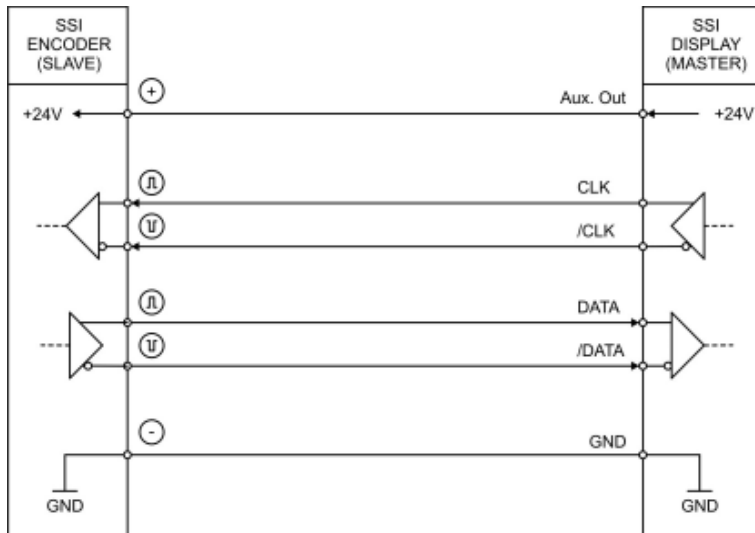 SSI
ENCODER
(SLAVE)
SSI
DISPLAY
(MASTER)
+
Aux. Out
+24V
+24V
CLK
/CLK
DATA
/DATA
-
GND
GND
GND